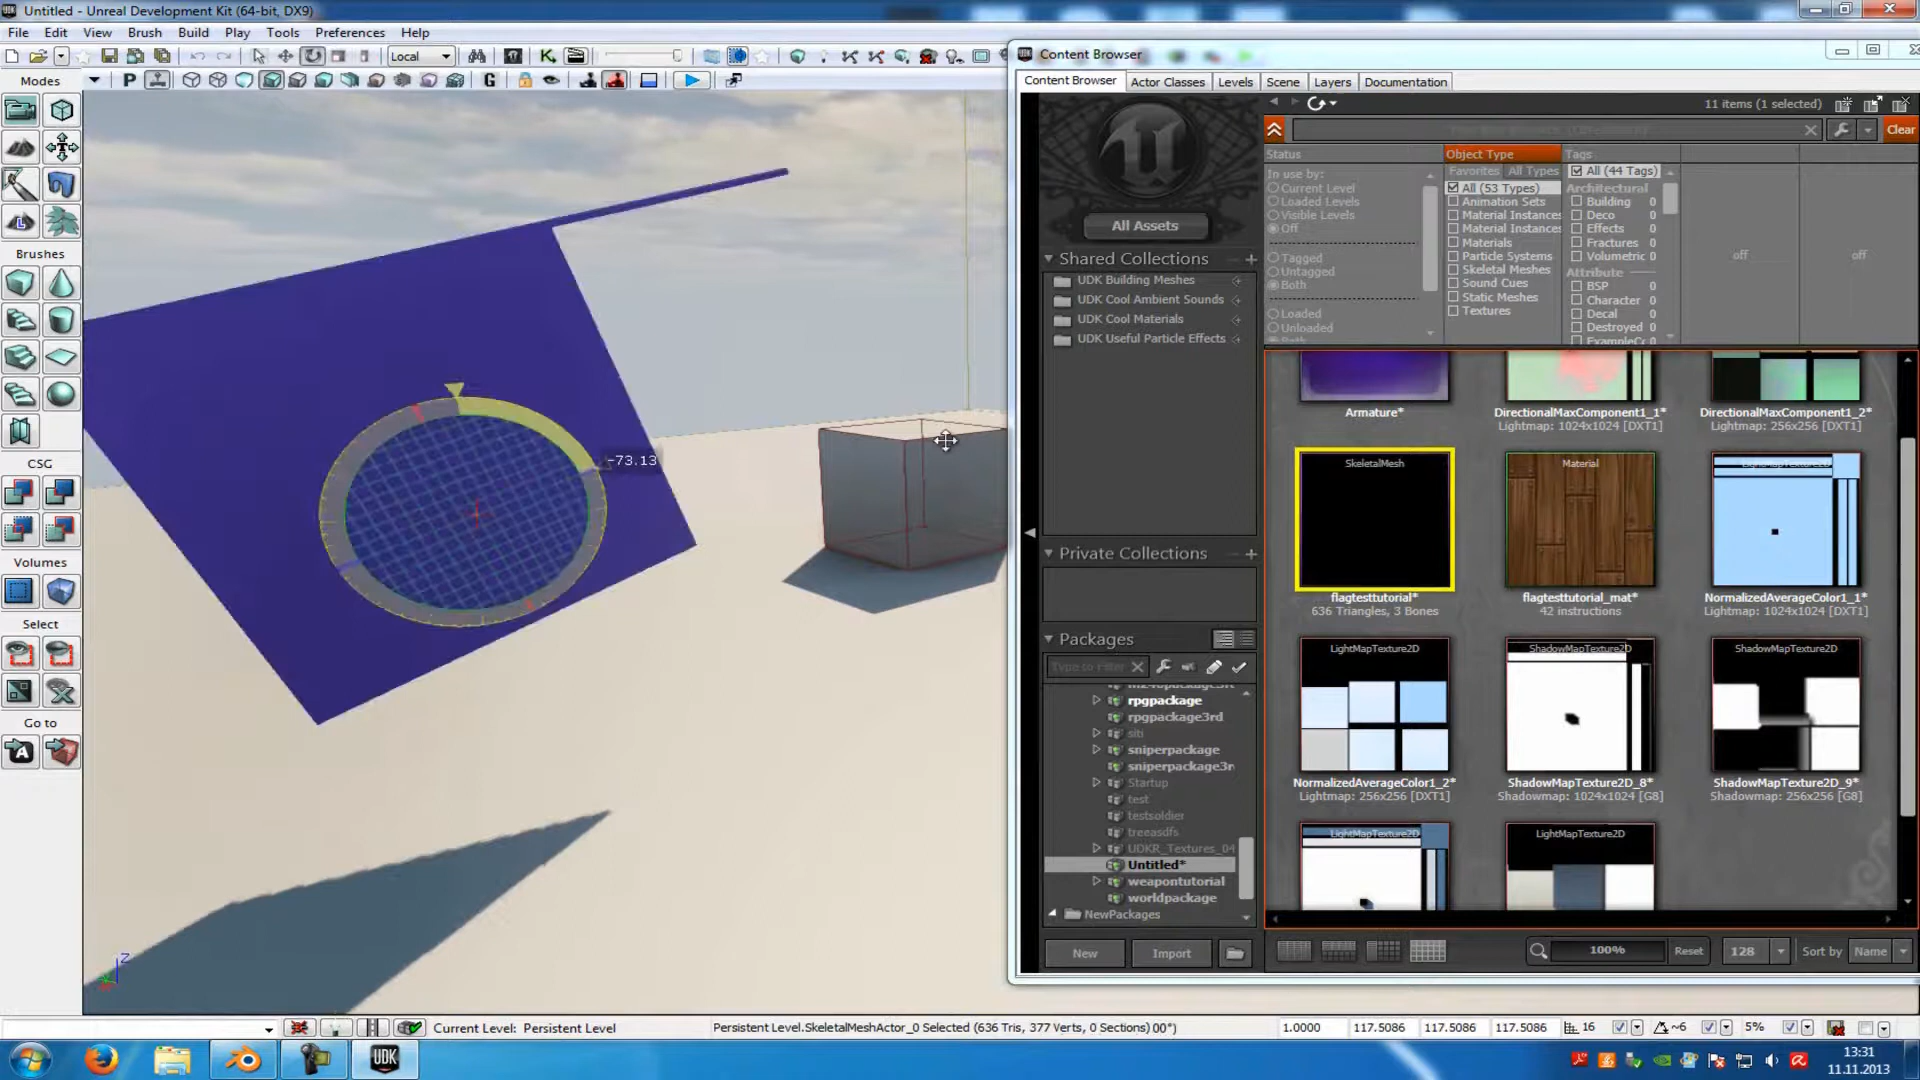 Untitled - Unreal Development Kit (64-bit, DX9)
File Edit View Brush Build Play Tools Preferences Help
Local
Modes
P
G
Brushes
CSG
Volumes
Select
Go to
-73.13
Z
Content Browser
Content Browser Actor Classes Levels Scene Layers Documentation
11 items (1 selected)
Clear
All Assets
Status
In use by:
Current Level
Loaded Levels
Visible Levels
Off
Tagged
Untagged
Both
Loaded
Unloaded
Object Type
Favorites All Types
All (53 Types)
Animation Sets
Material Instances
Material Instances
Materials
Particle Systems
Skeletal Meshes
Sound Cues
Static Meshes
Textures
Tags
All (44 Tags)
Architectural
Building 0
Deco 0
Effects 0
Fractures 0
Volumetric 0
Attribute
BSP 0
Character 0
Decal 0
Destroyed 0
off
off
Shared Collections
UDK Building Meshes
UDK Cool Ambient Sounds
UDK Cool Materials
UDK Useful Particle Effects
Private Collections
Packages
Type to Filter
rpgpackage
rpgpackage3rd
siti
sniperpackage
sniperpackage3r
Startup
test
testsoldier
treeasdfs
UDKR_Textures_04
Untitled*
weapontutorial
worldpackage
NewPackages
New Import
Armature*
DirectionalMaxComponent1_1*
Lightmap: 1024x1024 [DXT1]
DirectionalMaxComponent1_2*
Lightmap: 256x256 [DXT1]
SkeletalMesh
flagtesttutorial*
636 Triangles, 3 Bones
Material
flagtesttutorial_mat*
42 instructions
LightMapTexture2D
NormalizedAverageColor1_1*
Lightmap: 1024x1024 [DXT1]
LightMapTexture2D
NormalizedAverageColor1_2*
Lightmap: 256x256 [DXT1]
ShadowMapTexture2D
ShadowMapTexture2D_8*
Shadowmap: 1024x1024 [G8]
ShadowMapTexture2D
ShadowMapTexture2D_9*
Shadowmap: 256x256 [G8]
LightMapTexture2D
LightMapTexture2D
100% Reset 128 Sort by Name
Current Level: Persistent Level
Persistent Level.SkeletalMeshActor_0 Selected (636 Tris, 377 Verts, 0 Sections) 00°)
1.0000 117.5086 117.5086 117.5086 16 ~6 5%
UDK
13:31
11.11.2013